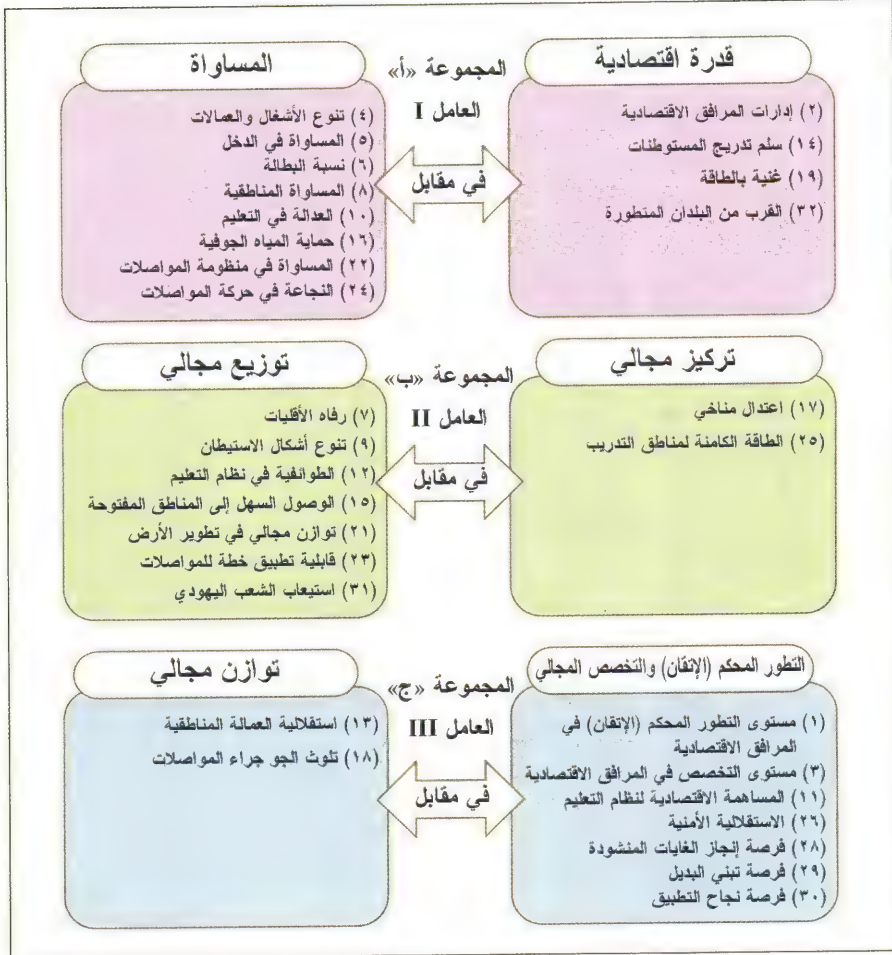 قدرة اقتصادية
(٢) إدارات المرافق الاقتصادية
(١٤) سلم تدريج المستوطنات
(١٩) غنية بالطاقة
(٣٢) القرب من البلدان المتطورة
المجموعة «أ»
العامل I
في مقابل
المساواة
(٤) تنوع الأشغال والعمالات
(٥) المساواة في الدخل
(٦) نسبة البطالة
(٨) المساواة المناطقية
(١٠) العدالة في التعليم
(١٦) حماية المياه الجوفية
(٢٢) المساواة في منظومة المواصلات
(٢٤) النجاعة في حركة المواصلات
تركيز مجالي
(١٧) اعتدال مناخي
(٢٥) الطاقة الكامنة لمناطق التدريب
المجموعة «ب»
العامل II
في مقابل
توزيع مجالي
(٧) رفاه الأقليات
(٩) تنوع أشكال الاستيطان
(١٢) الطوائفية في نظام التعليم
(١٥) الوصول السهل إلى المناطق المفتوحة
(٢١) توازن مجالي في تطوير الأرض
(٢٣) قابلية تطبيق خطة للمواصلات
(٣١) استيعاب الشعب اليهودي
التطور المحكم (الإتقان) والتخصص المجالي
(١) مستوى التطور المحكم (الإتقان) في
المرافق الاقتصادية
(٣) مستوى التخصص في المرافق الاقتصادية
(١١) المساهمة الاقتصادية لنظام التعليم
(٢٦) الاستقلالية الأمنية
(٢٨) فرصة إنجاز الغايات المنشودة
(٢٩) فرصة تبني البديل
(٣٠) فرصة نجاح التطبيق
المجموعة «ج»
العامل III
في مقابل
توازن مجالي
(١٣) استقلالية العمالة المناطقية
(١٨) تلوث الجو جراء المواصلات